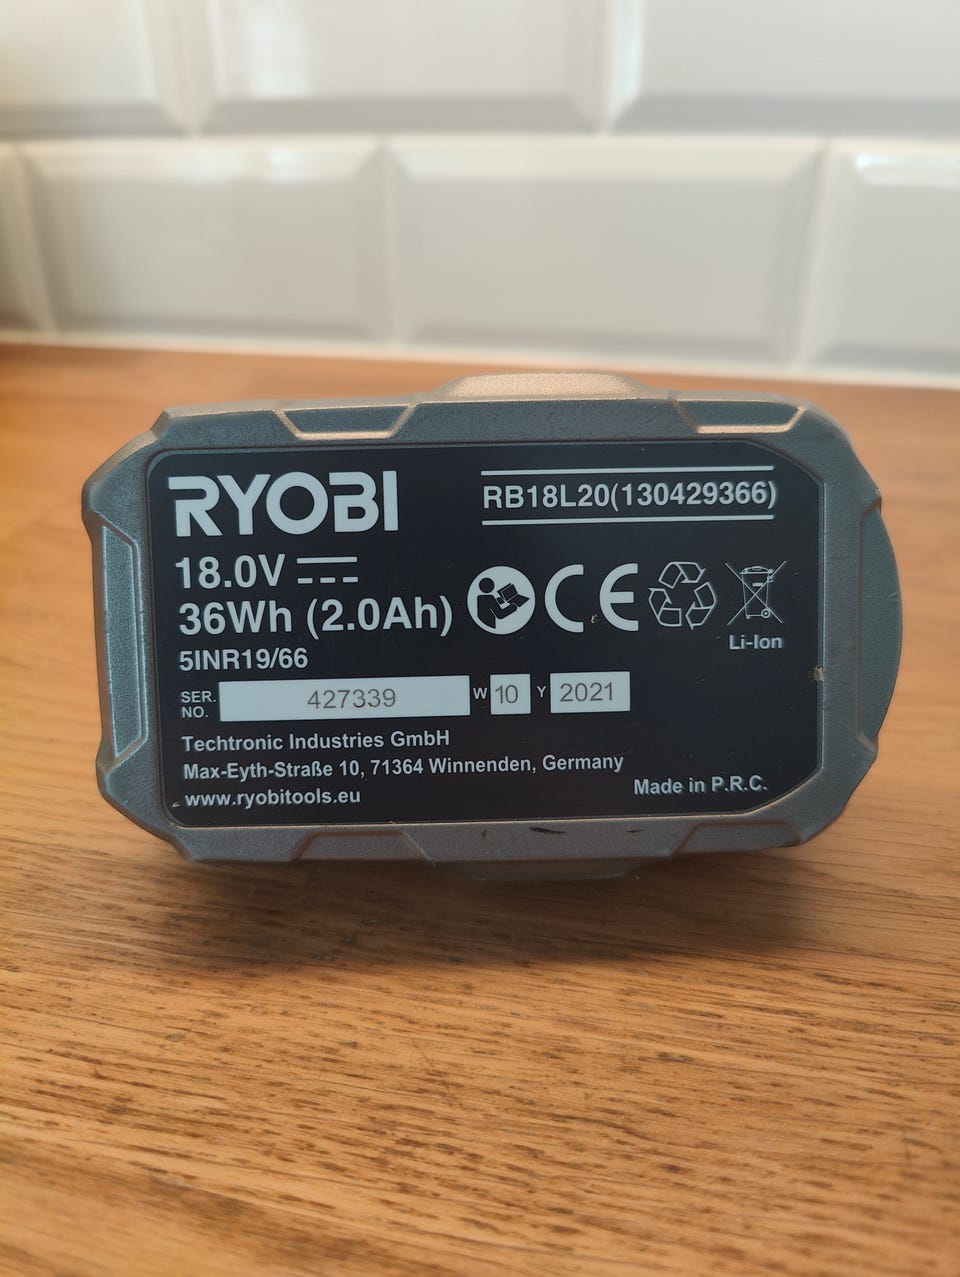 RYOBI
RB18L20(130429366)
18.0V
36Wh (2.0Ah)
CE
Li-Ion
5INR19/66
SER. NO. 427339 W 10 Y 2021
Techtronic Industries GmbH
Max-Eyth-Straße 10, 71364 Winnenden, Germany
www.ryobitools.eu
Made in P.R.C.